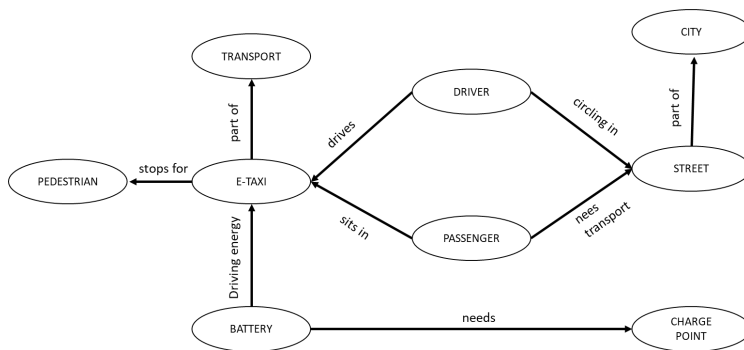 CITY
TRANSPORT
DRIVER
part of
drives
circling in
part of
PEDESTRIAN
stops for
E-TAXI
STREET
Driving energy
sits in
PASSENGER
nees
transport
BATTERY
needs
CHARGE
POINT